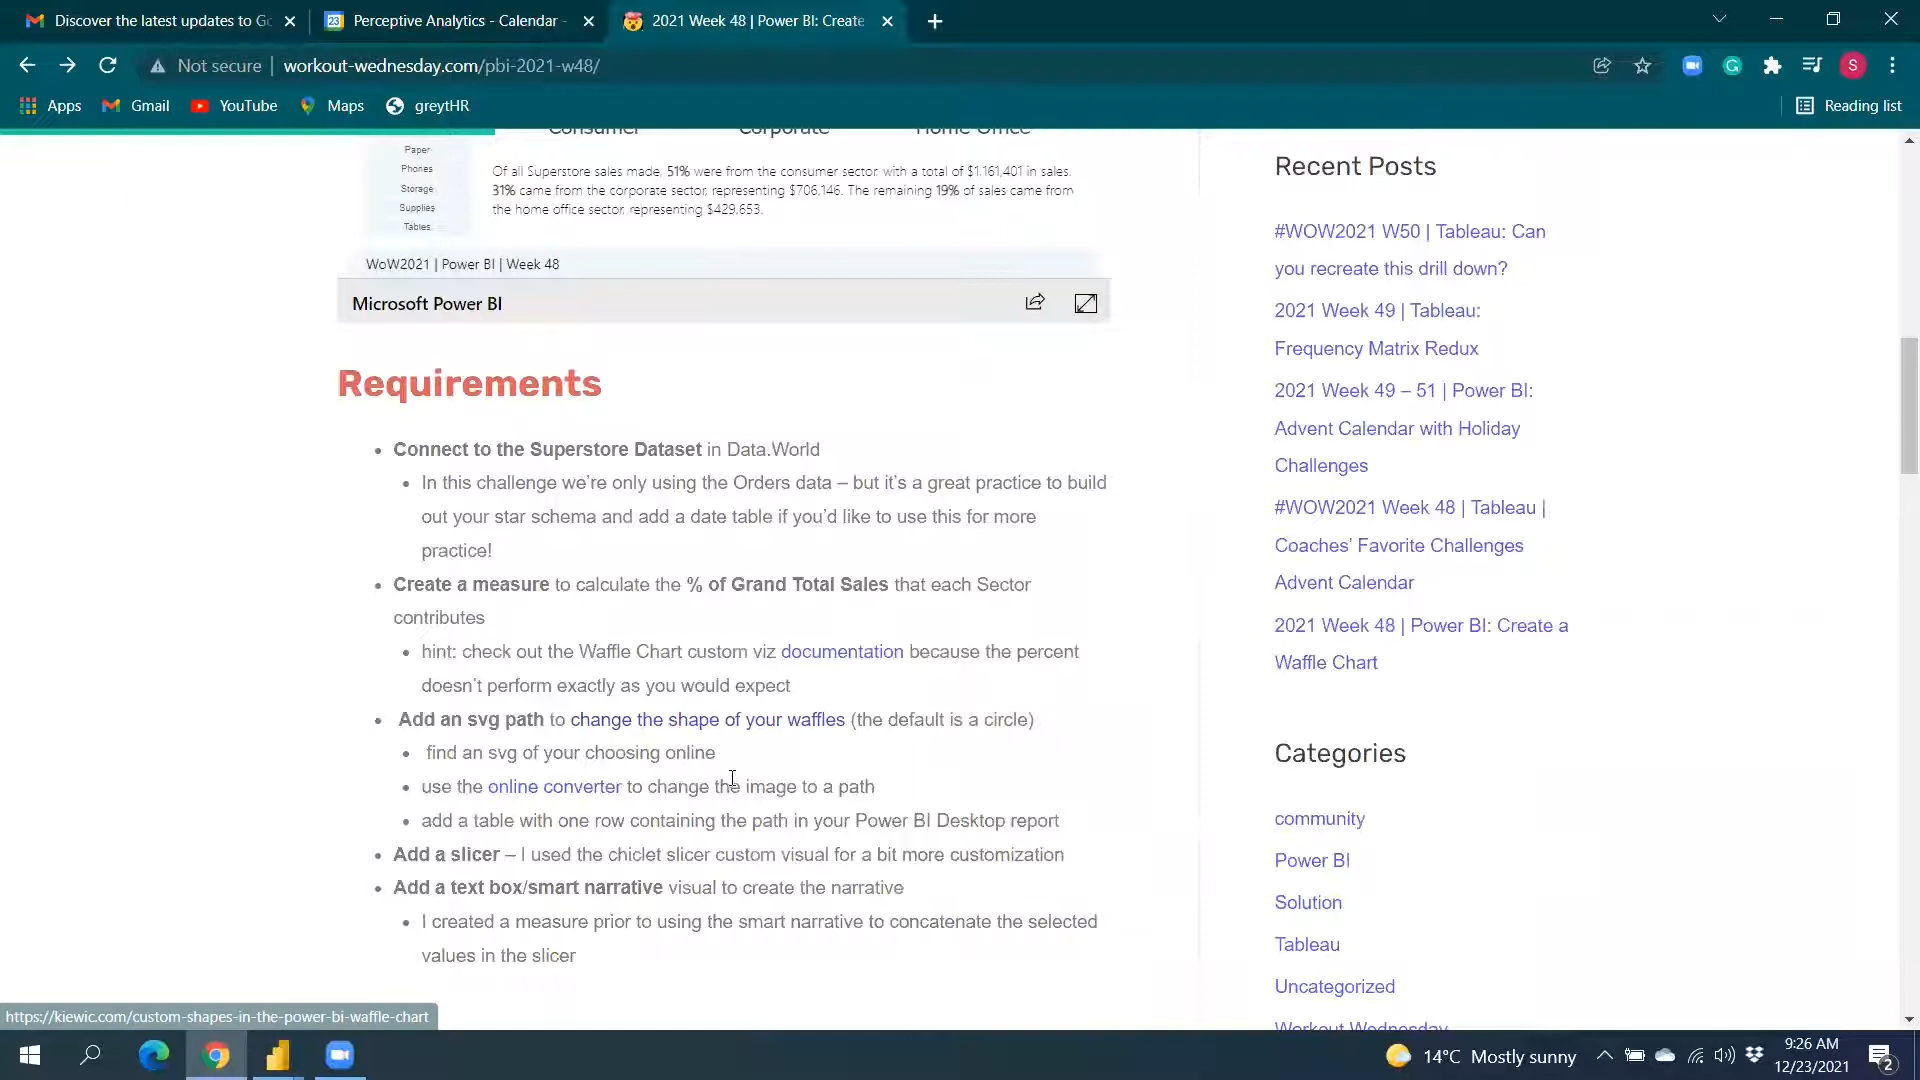 Discover the latest updates to Go
Perceptive Analytics - Calendar -
2021 Week 48 | Power BI: Create
Not secure | workout-wednesday.com/pbi-2021-w48/
S
Apps
Gmail
YouTube
Maps
greytHR
Reading list
Consumer
Corporate
Home Office
Paper
Phones
Storage
Supplies
Tables
Of all Superstore sales made, 51% were from the consumer sector with a total of $1,161,401 in sales.
31% came from the corporate sector, representing $706,146. The remaining 19% of sales came from
the home office sector, representing $429,653.
WoW2021 | Power BI | Week 48
Microsoft Power BI
Requirements
Connect to the Superstore Dataset in Data.World
In this challenge we're only using the Orders data – but it's a great practice to build
out your star schema and add a date table if you'd like to use this for more
practice!
Create a measure to calculate the % of Grand Total Sales that each Sector
contributes
hint: check out the Waffle Chart custom viz documentation because the percent
doesn't perform exactly as you would expect
Add an svg path to change the shape of your waffles (the default is a circle)
find an svg of your choosing online
use the online converter to change the image to a path
add a table with one row containing the path in your Power BI Desktop report
Add a slicer – I used the chiclet slicer custom visual for a bit more customization
Add a text box/smart narrative visual to create the narrative
I created a measure prior to using the smart narrative to concatenate the selected
values in the slicer
Recent Posts
#WOW2021 W50 | Tableau: Can
you recreate this drill down?
2021 Week 49 | Tableau:
Frequency Matrix Redux
2021 Week 49 – 51 | Power BI:
Advent Calendar with Holiday
Challenges
#WOW2021 Week 48 | Tableau |
Coaches' Favorite Challenges
Advent Calendar
2021 Week 48 | Power BI: Create a
Waffle Chart
Categories
community
Power BI
Solution
Tableau
Uncategorized
Workout Wednesday
https://kiewic.com/custom-shapes-in-the-power-bi-waffle-chart
14°C Mostly sunny
9:26 AM
12/23/2021
2